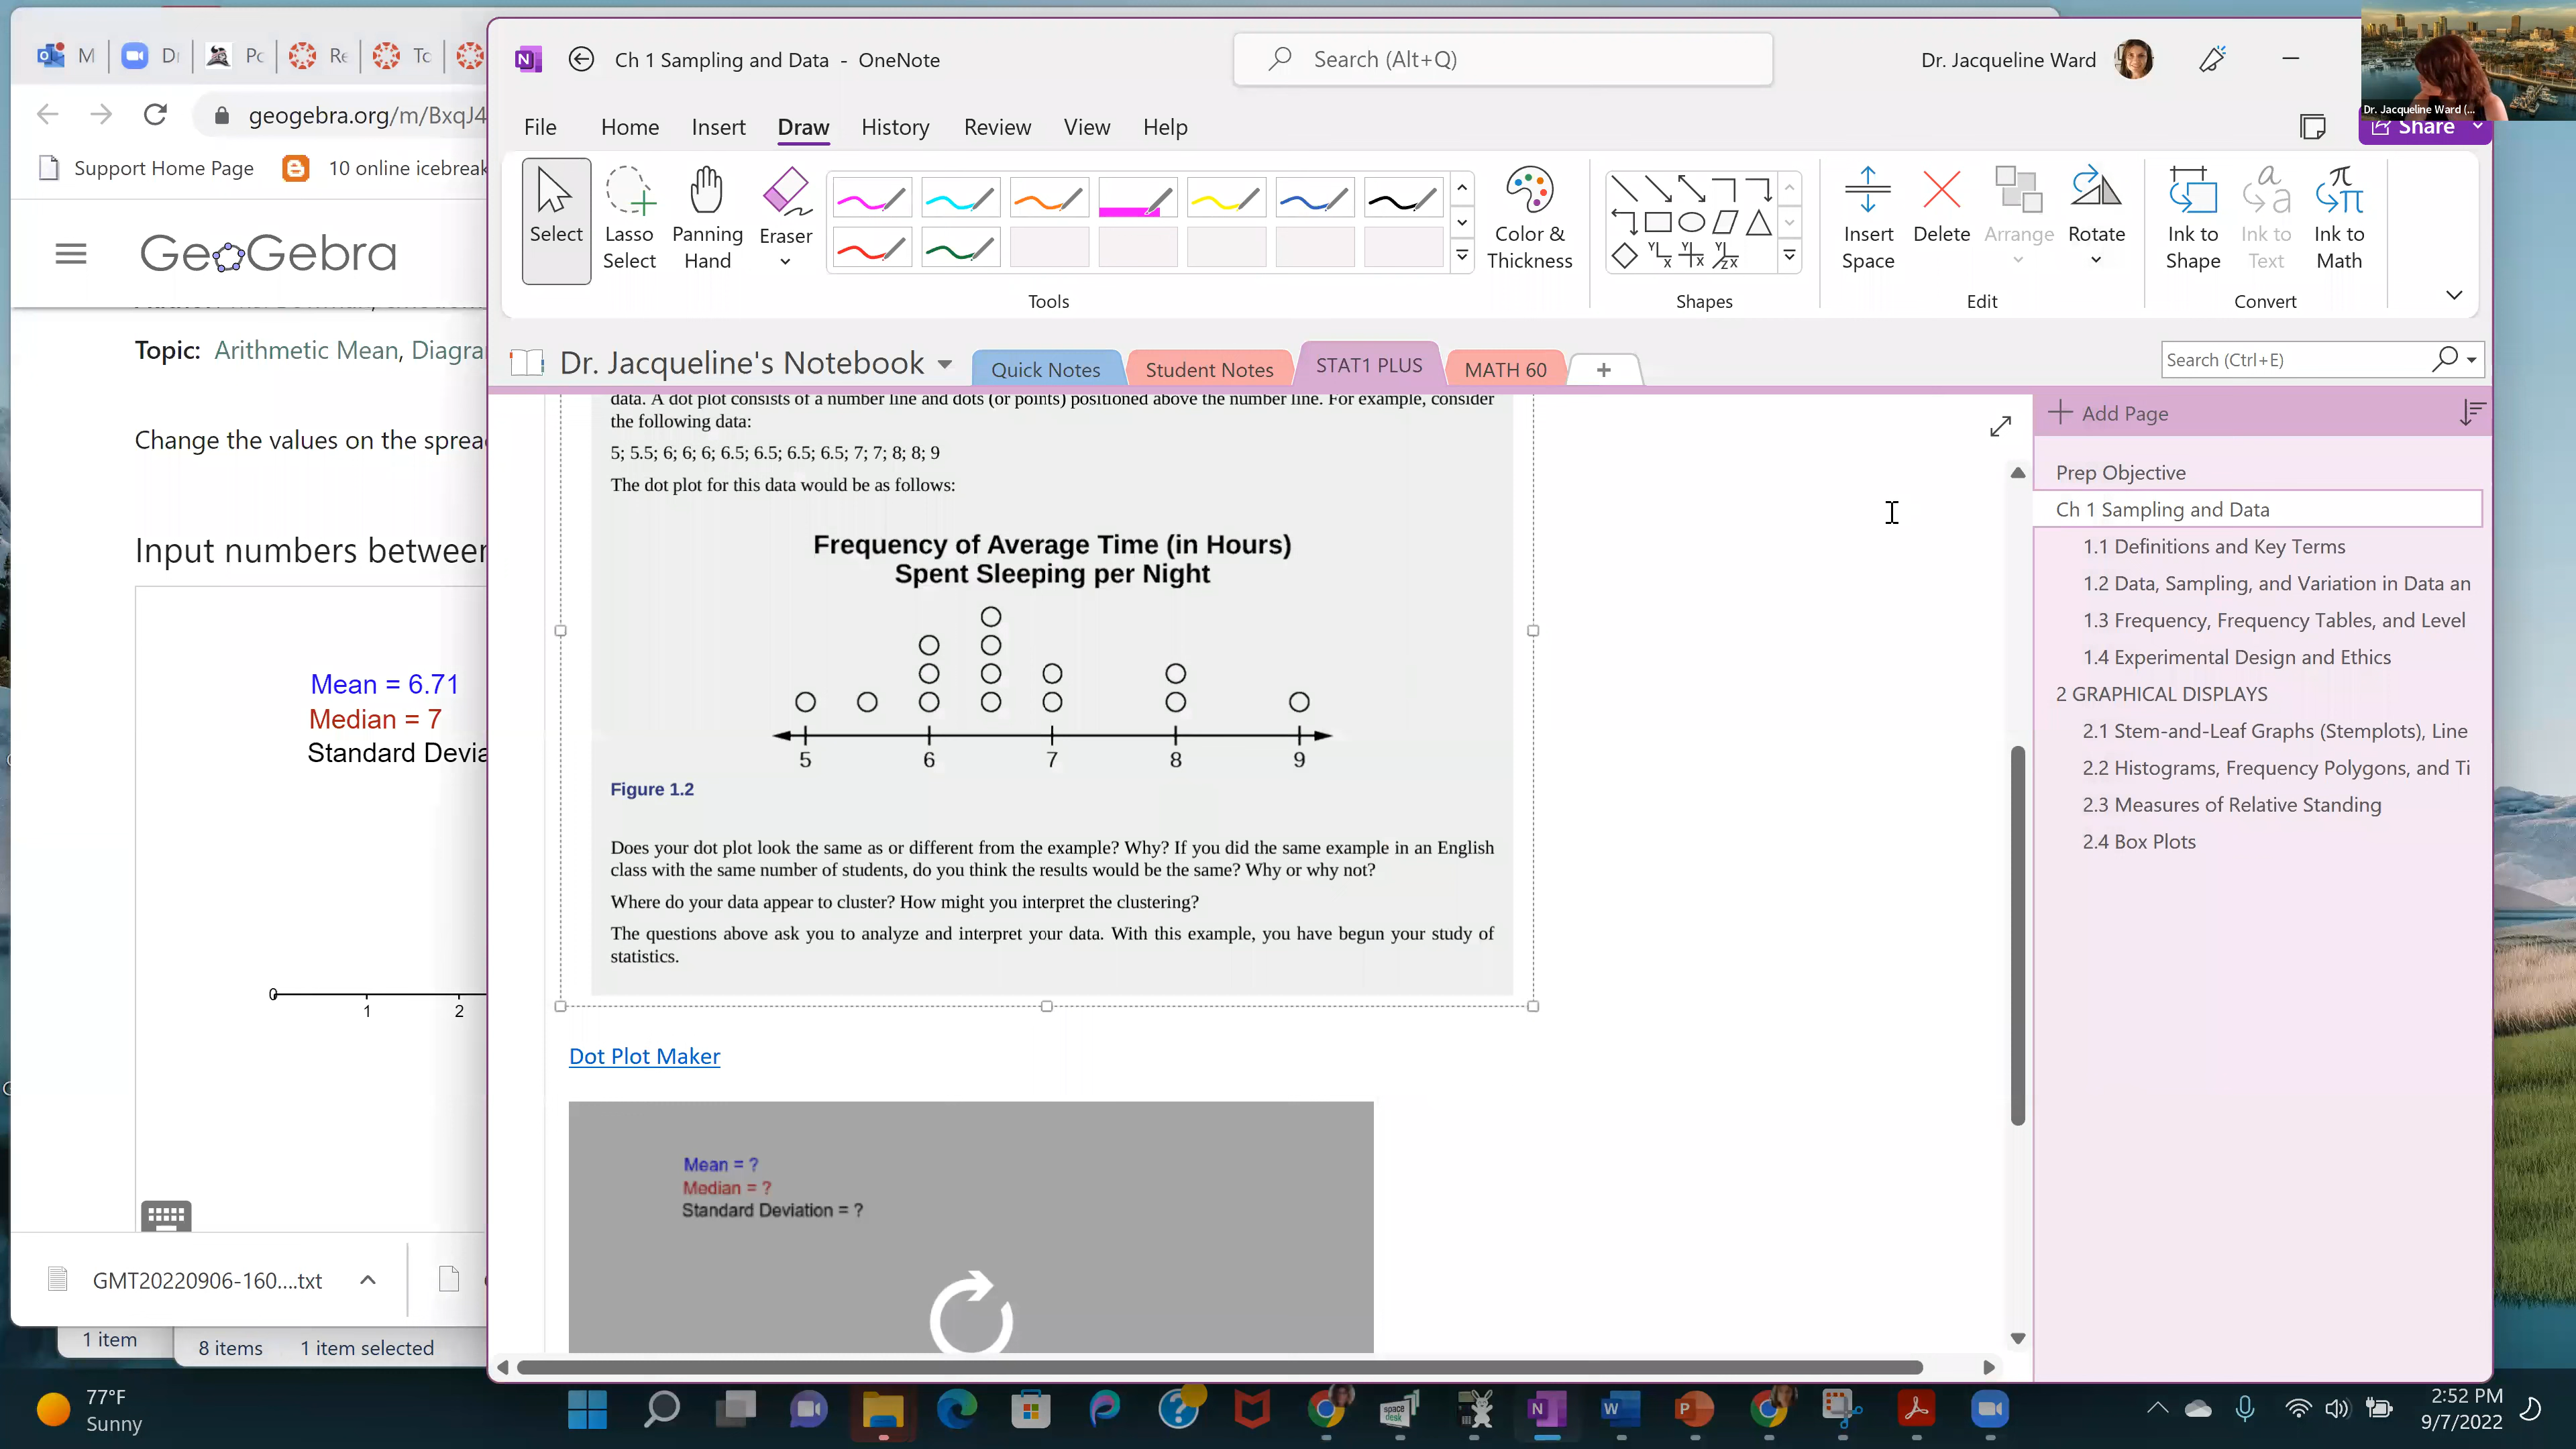 M
Di
Pc
Re
Tc
geogebra.org/m/BxqJ4
Support Home Page
10 online icebreak
GeoGebra
Topic: Arithmetic Mean, Diagra
Change the values on the sprea
Input numbers between
Mean = 6.71
Median = 7
Standard Devia
0
1
2
GMT20220906-160....txt
1 item
8 items
1 item selected
Ch 1 Sampling and Data - OneNote
Search (Alt+Q)
Dr. Jacqueline Ward
Dr. Jacqueline Ward (...
File
Home
Insert
Draw
History
Review
View
Help
Share
Select
Lasso Select
Panning Hand
Eraser
Color & Thickness
Insert Space
Delete
Arrange
Rotate
Ink to Shape
Ink to Text
Ink to Math
Tools
Shapes
Edit
Convert
Dr. Jacqueline's Notebook
Quick Notes
Student Notes
STAT1 PLUS
MATH 60
Search (Ctrl+E)
data. A dot plot consists of a number line and dots (or points) positioned above the number line. For example, consider
the following data:
5; 5.5; 6; 6; 6; 6.5; 6.5; 6.5; 6.5; 7; 7; 8; 8; 9
The dot plot for this data would be as follows:
Frequency of Average Time (in Hours)
Spent Sleeping per Night
5
6
7
8
9
Figure 1.2
Does your dot plot look the same as or different from the example? Why? If you did the same example in an English
class with the same number of students, do you think the results would be the same? Why or why not?
Where do your data appear to cluster? How might you interpret the clustering?
The questions above ask you to analyze and interpret your data. With this example, you have begun your study of
statistics.
Dot Plot Maker
Mean = ?
Median = ?
Standard Deviation = ?
Add Page
Prep Objective
Ch 1 Sampling and Data
1.1 Definitions and Key Terms
1.2 Data, Sampling, and Variation in Data an
1.3 Frequency, Frequency Tables, and Level
1.4 Experimental Design and Ethics
2 GRAPHICAL DISPLAYS
2.1 Stem-and-Leaf Graphs (Stemplots), Line
2.2 Histograms, Frequency Polygons, and Ti
2.3 Measures of Relative Standing
2.4 Box Plots
77°F
Sunny
space desk
2:52 PM
9/7/2022